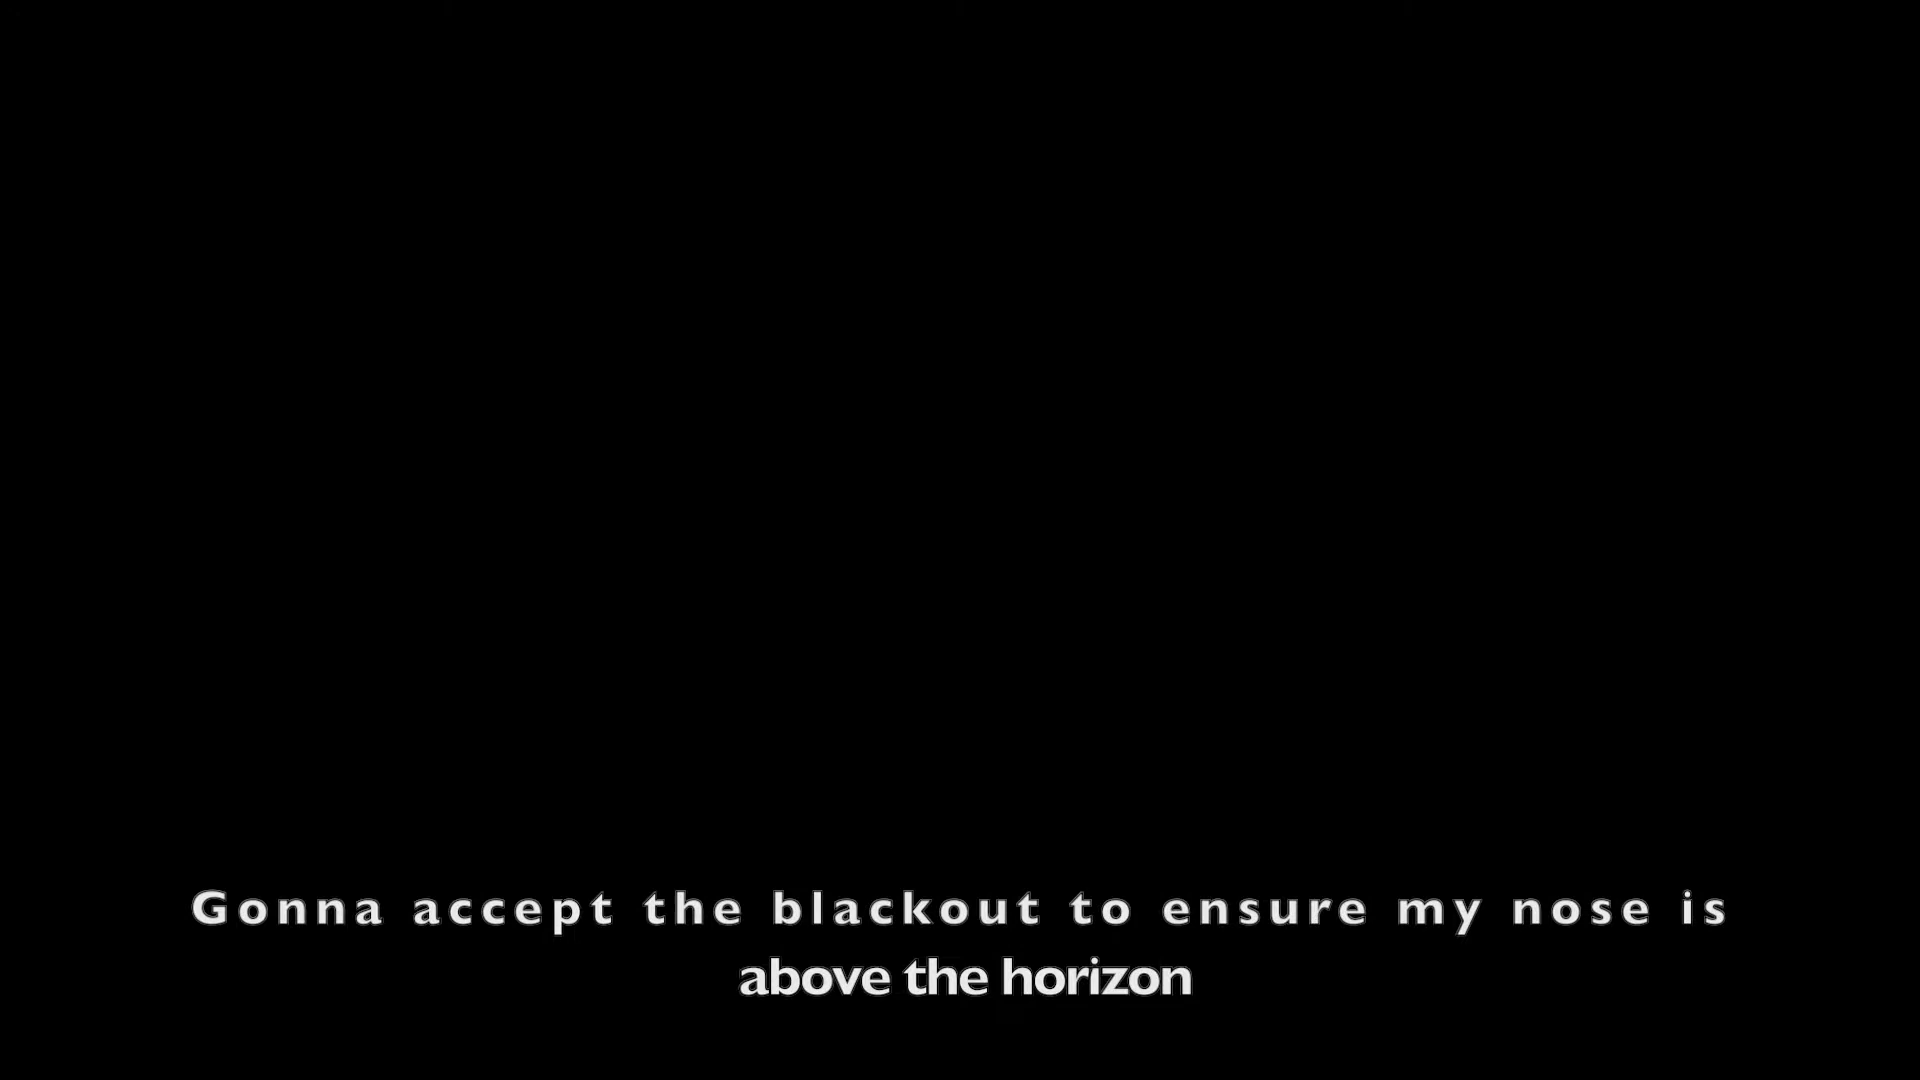 Gonna accept the blackout to ensure my nose is
above the horizon